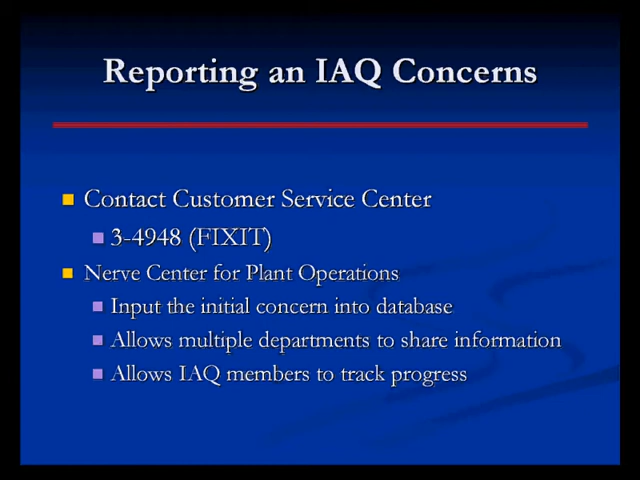 Reporting an IAQ Concerns
Contact Customer Service Center
3-4948 (FIXIT)
Nerve Center for Plant Operations
Input the initial concern into database
Allows multiple departments to share information
Allows IAQ members to track progress